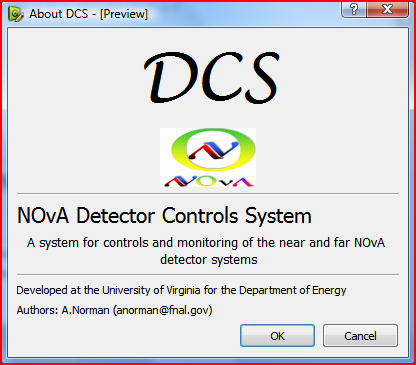 About DCS - [Preview]
DCS
NOvA
NOvA Detector Controls System
A system for controls and monitoring of the near and far NOvA
detector systems
Developed at the University of Virginia for the Department of Energy
Authors: A.Norman (anorman@fnal.gov)
OK Cancel